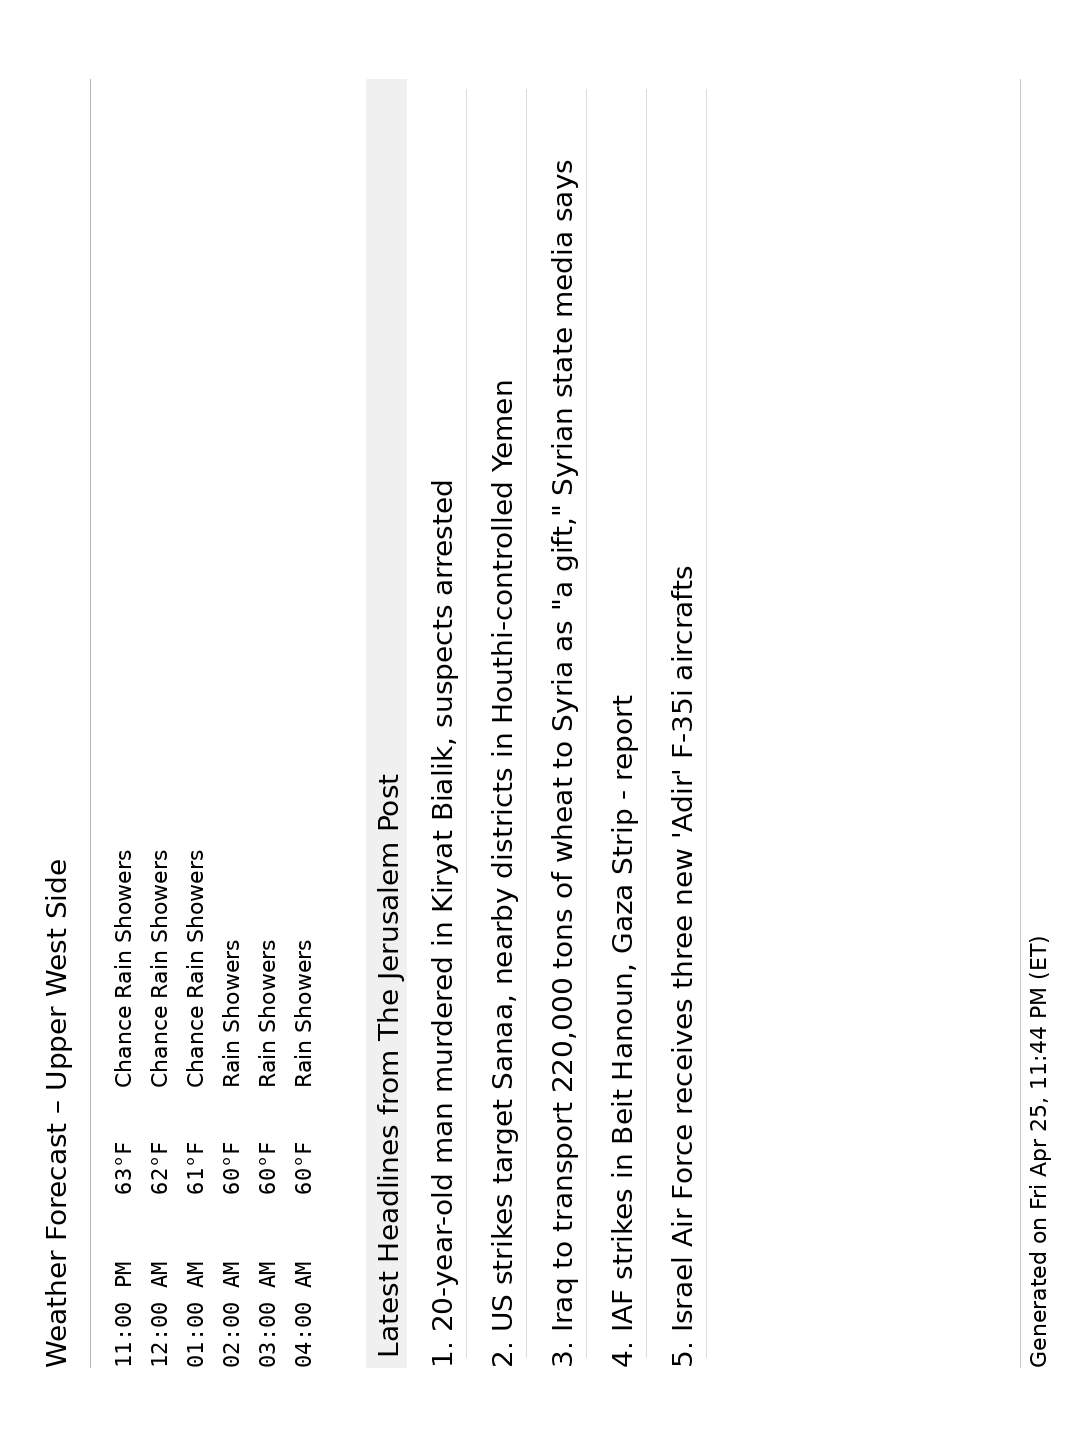 Weather Forecast – Upper West Side
11:00 PM 63°F Chance Rain Showers
12:00 AM 62°F Chance Rain Showers
01:00 AM 61°F Chance Rain Showers
02:00 AM 60°F Rain Showers
03:00 AM 60°F Rain Showers
04:00 AM 60°F Rain Showers
Latest Headlines from The Jerusalem Post
1. 20-year-old man murdered in Kiryat Bialik, suspects arrested
2. US strikes target Sanaa, nearby districts in Houthi-controlled Yemen
3. Iraq to transport 220,000 tons of wheat to Syria as "a gift," Syrian state media says
4. IAF strikes in Beit Hanoun, Gaza Strip - report
5. Israel Air Force receives three new 'Adir' F-35i aircrafts
Generated on Fri Apr 25, 11:44 PM (ET)